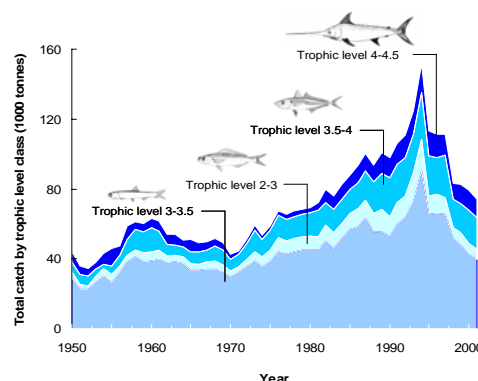 Total catch by trophic level class (1000 tonnes)
160
120
80
40
0
Trophic level 4-4.5
Trophic level 3.5-4
Trophic level 2-3
Trophic level 3-3.5
1950
1960
1970
1980
1990
2000
Year